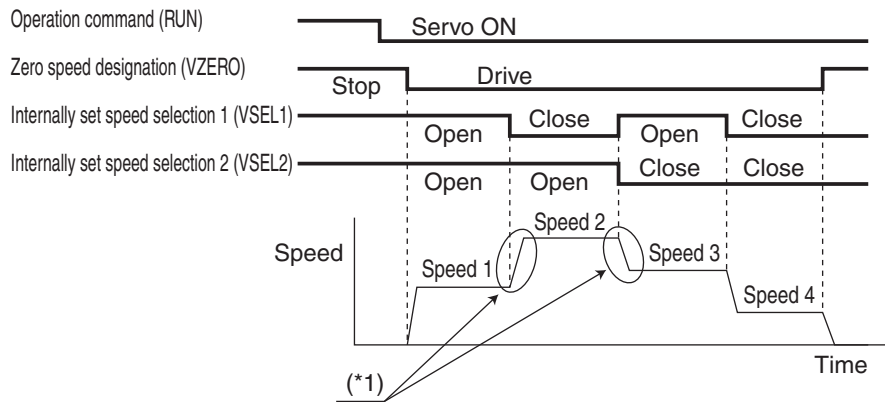 Operation command (RUN)
Servo ON
Zero speed designation (VZERO)
Stop
Drive
Internally set speed selection 1 (VSEL1)
Open
Close
Open
Close
Internally set speed selection 2 (VSEL2)
Open
Open
Close
Close
Speed
Speed 1
Speed 2
Speed 3
Speed 4
Time
(*1)